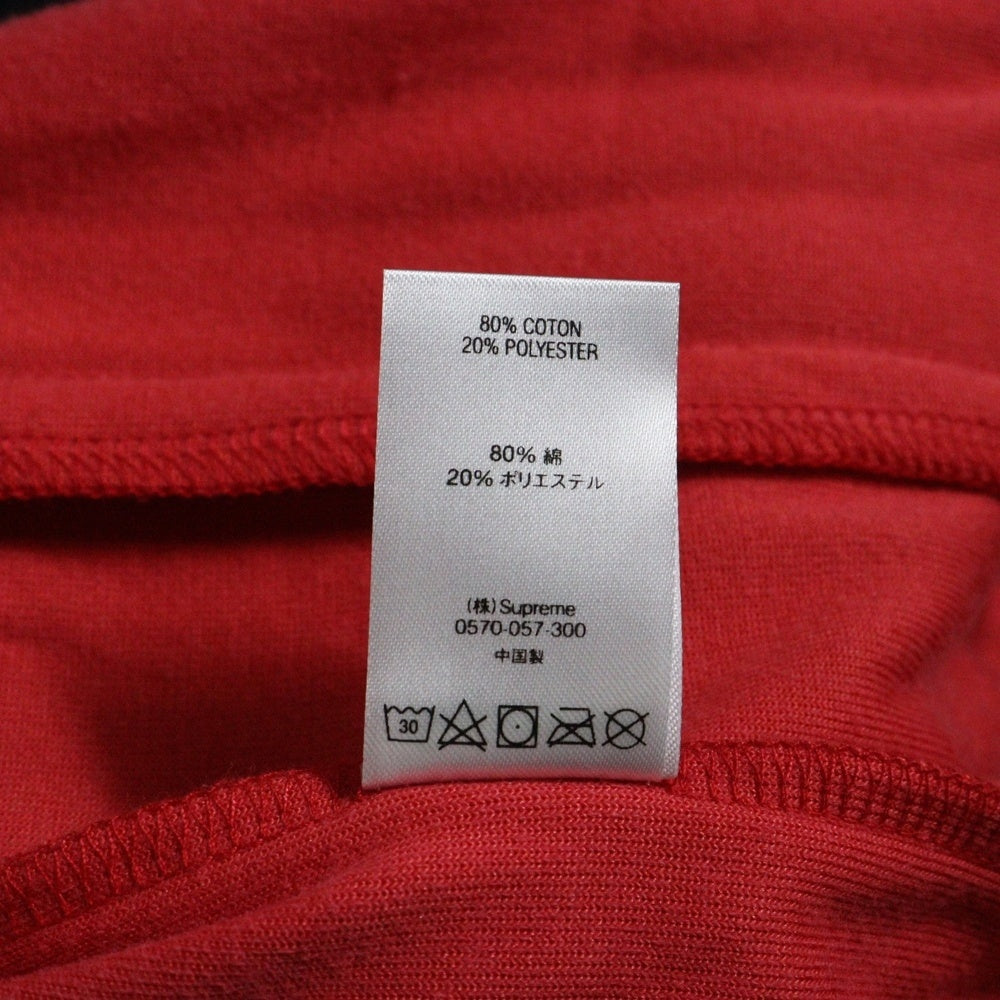 80% COTON
20% POLYESTER
80% 綿
20% ポリエステル
(株)Supreme
0570-057-300
中国製
30